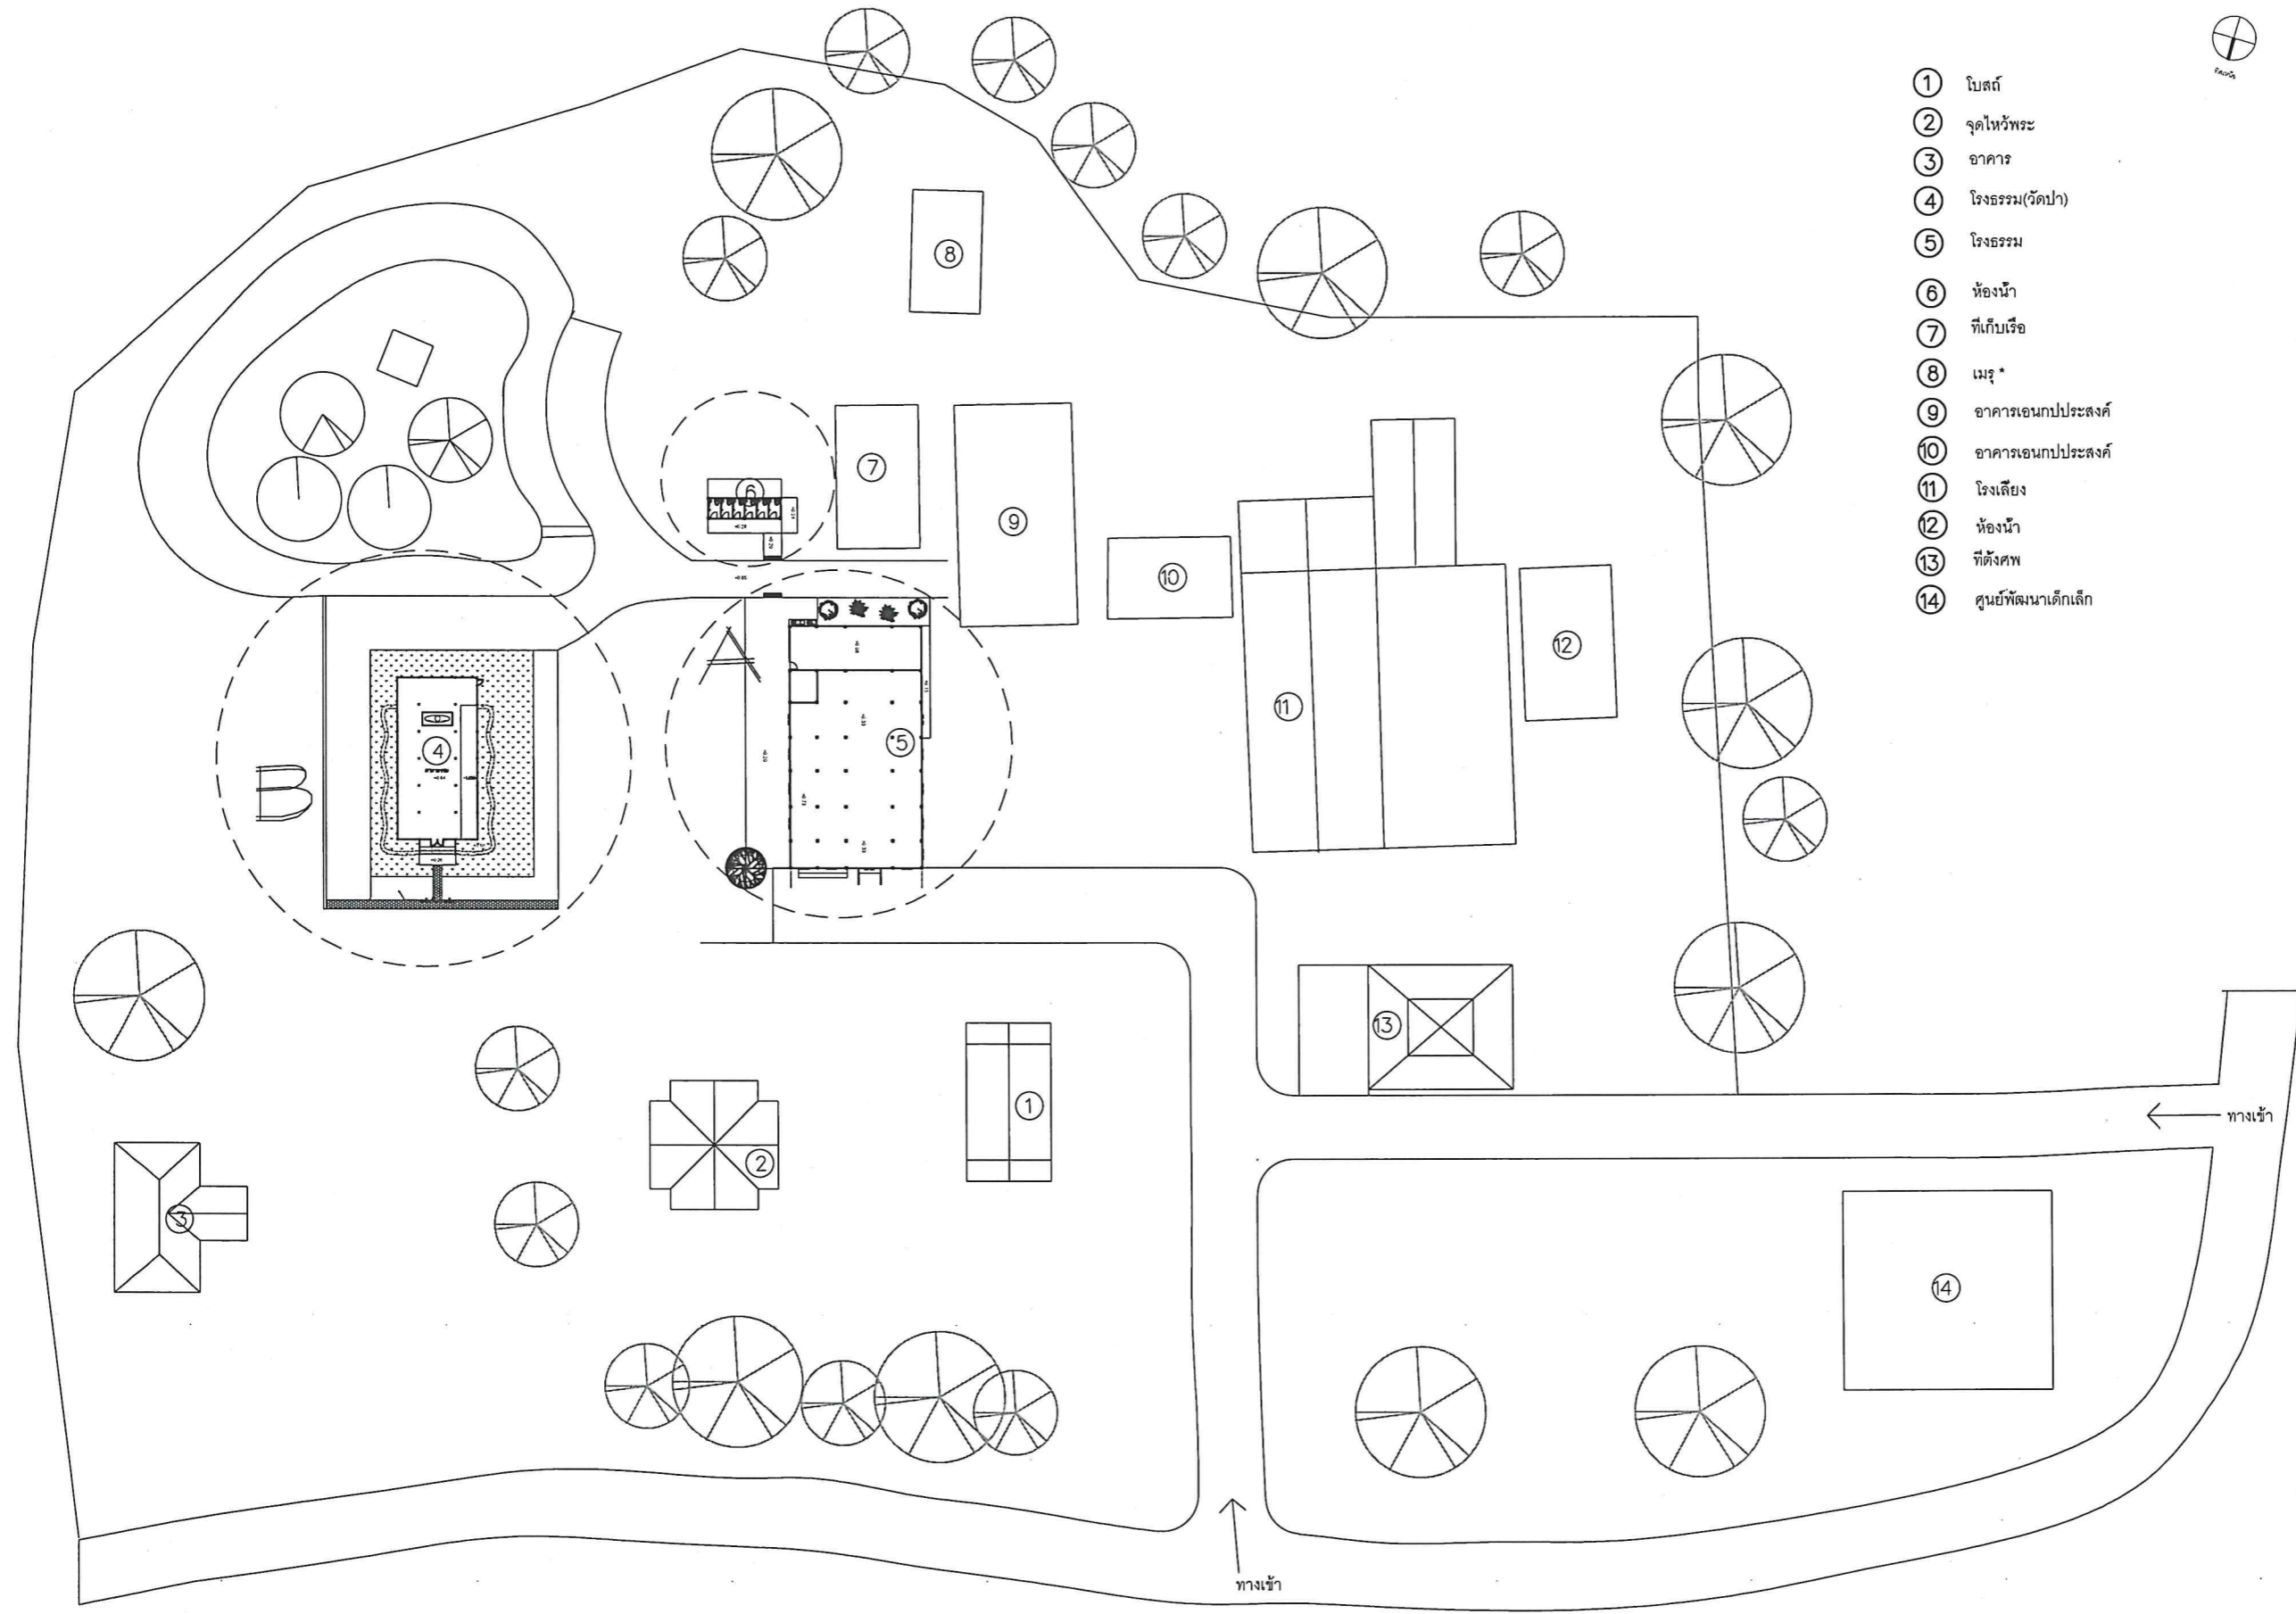 1 โบสถ์
2 จุดไหว้พระ
3 อาคาร
4 โรงธรรม(วัดปา)
5 โรงธรรม
6 ห้องน้ำ
7 ที่เก็บเรือ
8 เมรุ *
9 อาคารเอนกปประสงค์
10 อาคารเอนกปประสงค์
11 โรงเลี้ยง
12 ห้องน้ำ
13 ที่ตั้งศพ
14 ศูนย์พัฒนาเด็กเล็ก
8
6
7
9
10
12
11
4
5
13
1
2
3
14
ทางเข้า
ทางเข้า